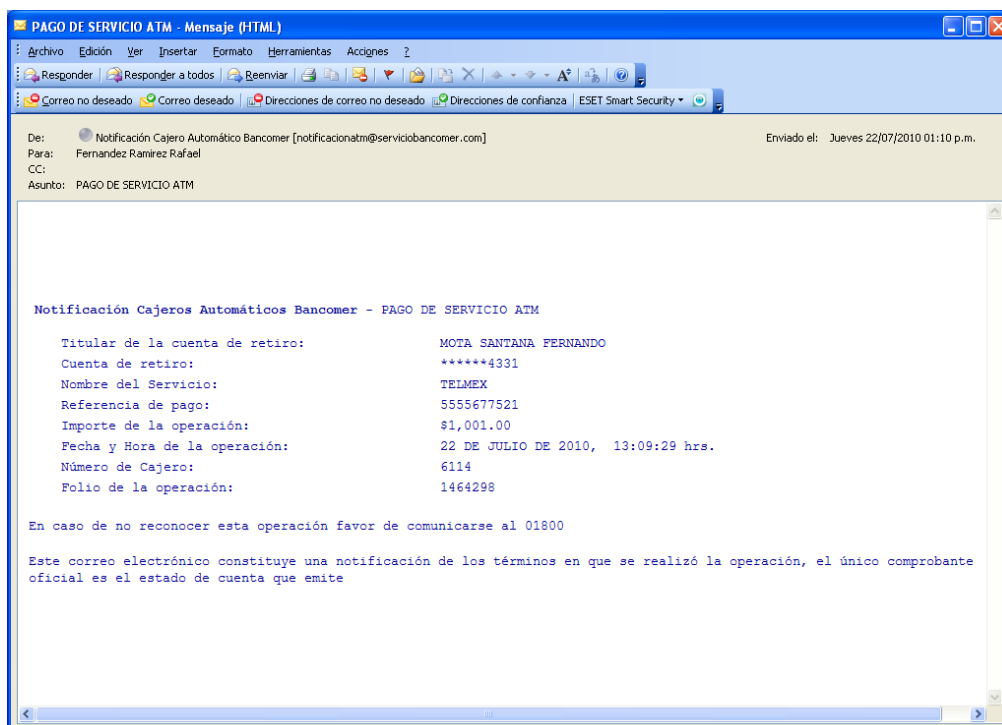 PAGO DE SERVICIO ATM - Mensaje (HTML)
Archivo Edición Ver Insertar Formato Herramientas Acciones ?
Responder Responder a todos Reenviar
Correo no deseado Correo deseado Direcciones de correo no deseado Direcciones de confianza ESET Smart Security
De: Notificación Cajero Automático Bancomer [notificacionatm@serviciobancomer.com] Enviado el: Jueves 22/07/2010 01:10 p.m.
Para: Fernandez Ramirez Rafael
CC:
Asunto: PAGO DE SERVICIO ATM
Notificación Cajeros Automáticos Bancomer - PAGO DE SERVICIO ATM
Titular de la cuenta de retiro: MOTA SANTANA FERNANDO
Cuenta de retiro: ******4331
Nombre del Servicio: TELMEX
Referencia de pago: 5555677521
Importe de la operación: $1,001.00
Fecha y Hora de la operación: 22 DE JULIO DE 2010, 13:09:29 hrs.
Número de Cajero: 6114
Folio de la operación: 1464298
En caso de no reconocer esta operación favor de comunicarse al 01800
Este correo electrónico constituye una notificación de los términos en que se realizó la operación, el único comprobante
oficial es el estado de cuenta que emite